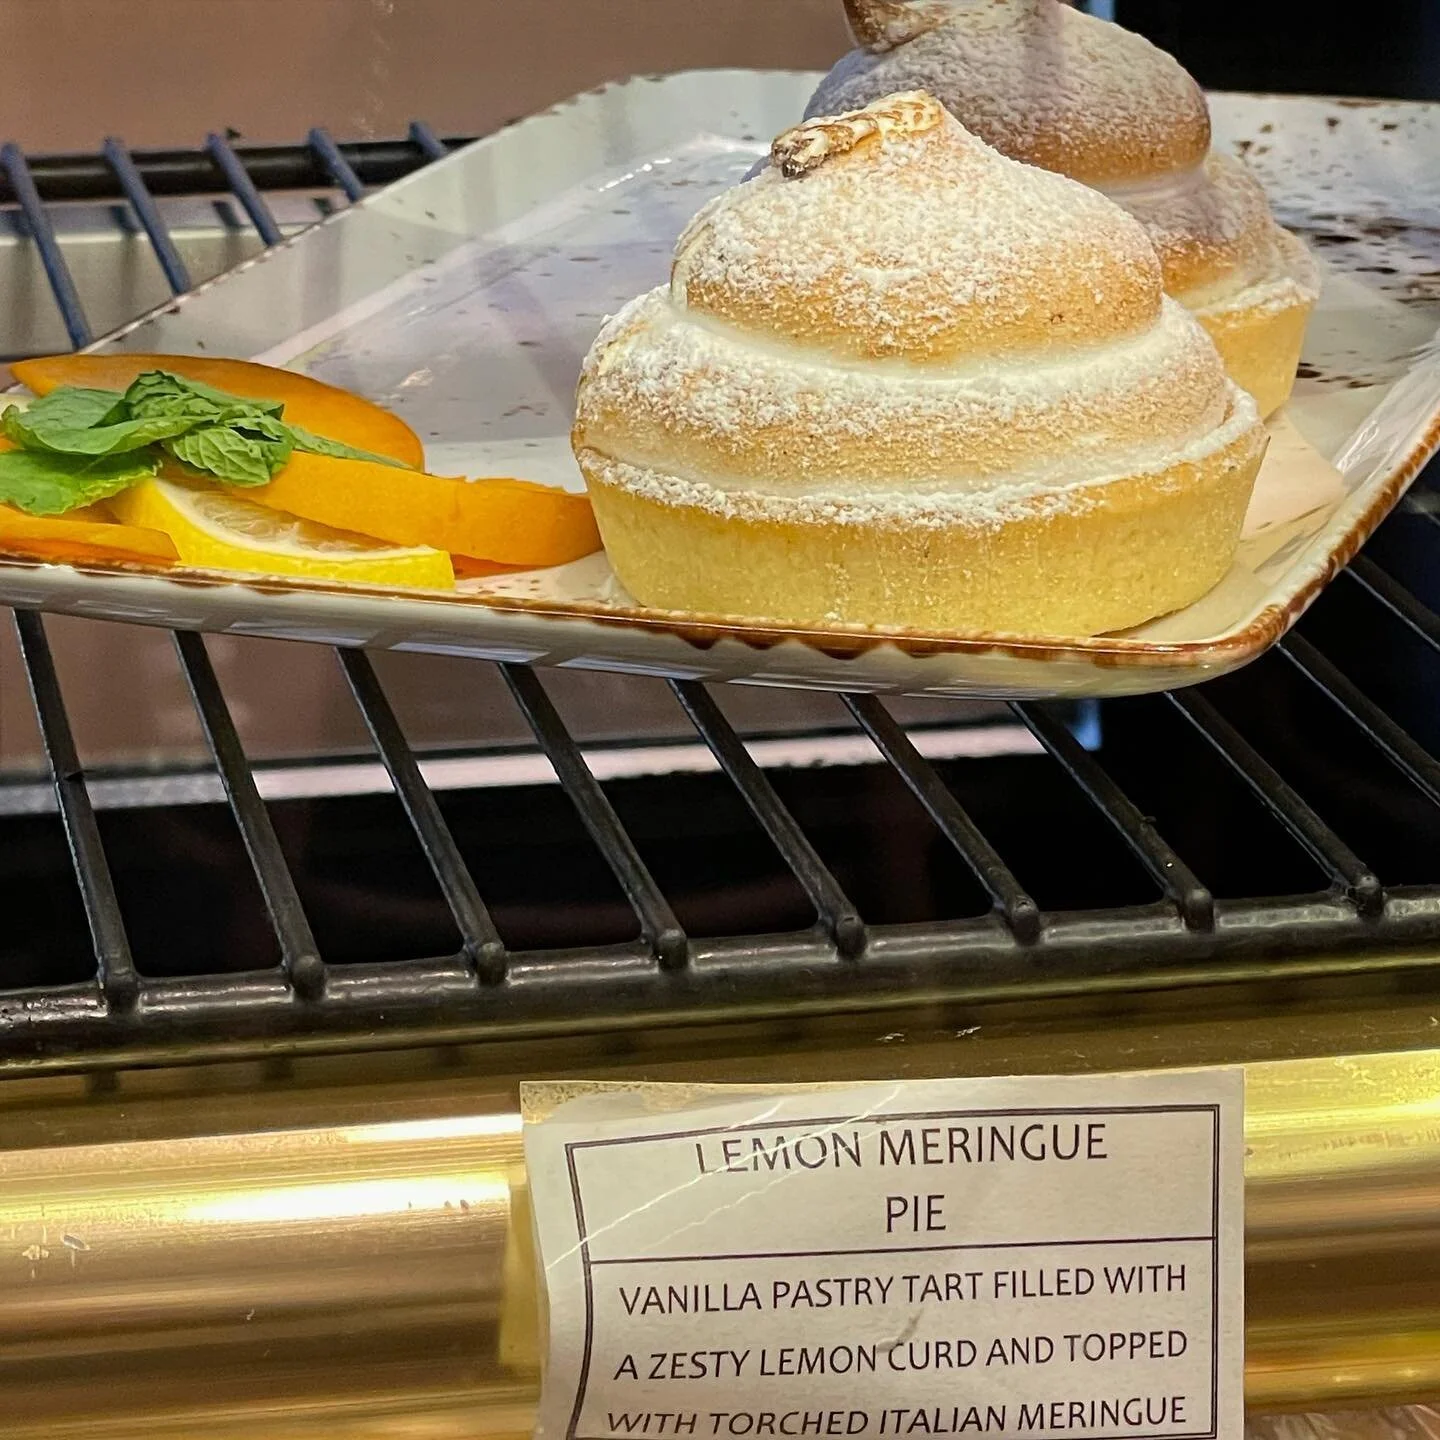 LEMON MERINGUE
PIE
VANILLA PASTRY TART FILLED WITH
A ZESTY LEMON CURD AND TOPPED
WITH TORCHED ITALIAN MERINGUE